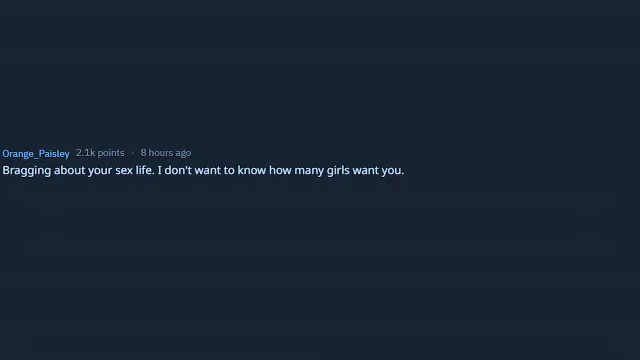 Orange_Paisley 2.1k points · 8 hours ago
Bragging about your sex life. I don't want to know how many girls want you.